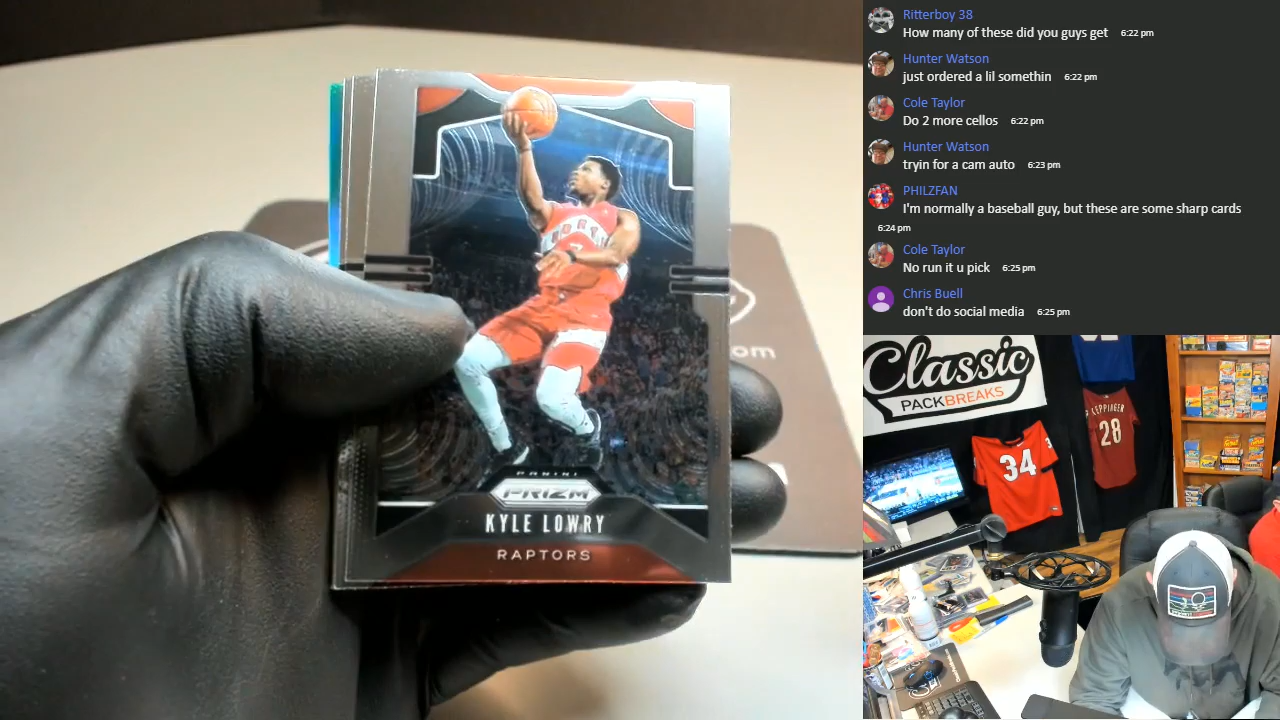 PANINI
PRIZM
KYLE LOWRY
RAPTORS
om
Ritterboy 38
How many of these did you guys get 6:22 pm
Hunter Watson
just ordered a lil somethin 6:22 pm
Cole Taylor
Do 2 more cellos 6:22 pm
Hunter Watson
tryin for a cam auto 6:23 pm
PHILZFAN
I'm normally a baseball guy, but these are some sharp cards
6:24 pm
Cole Taylor
No run it u pick 6:25 pm
Chris Buell
don't do social media 6:25 pm
Classic
PACKBREAKS
34
LEPPINGER
28